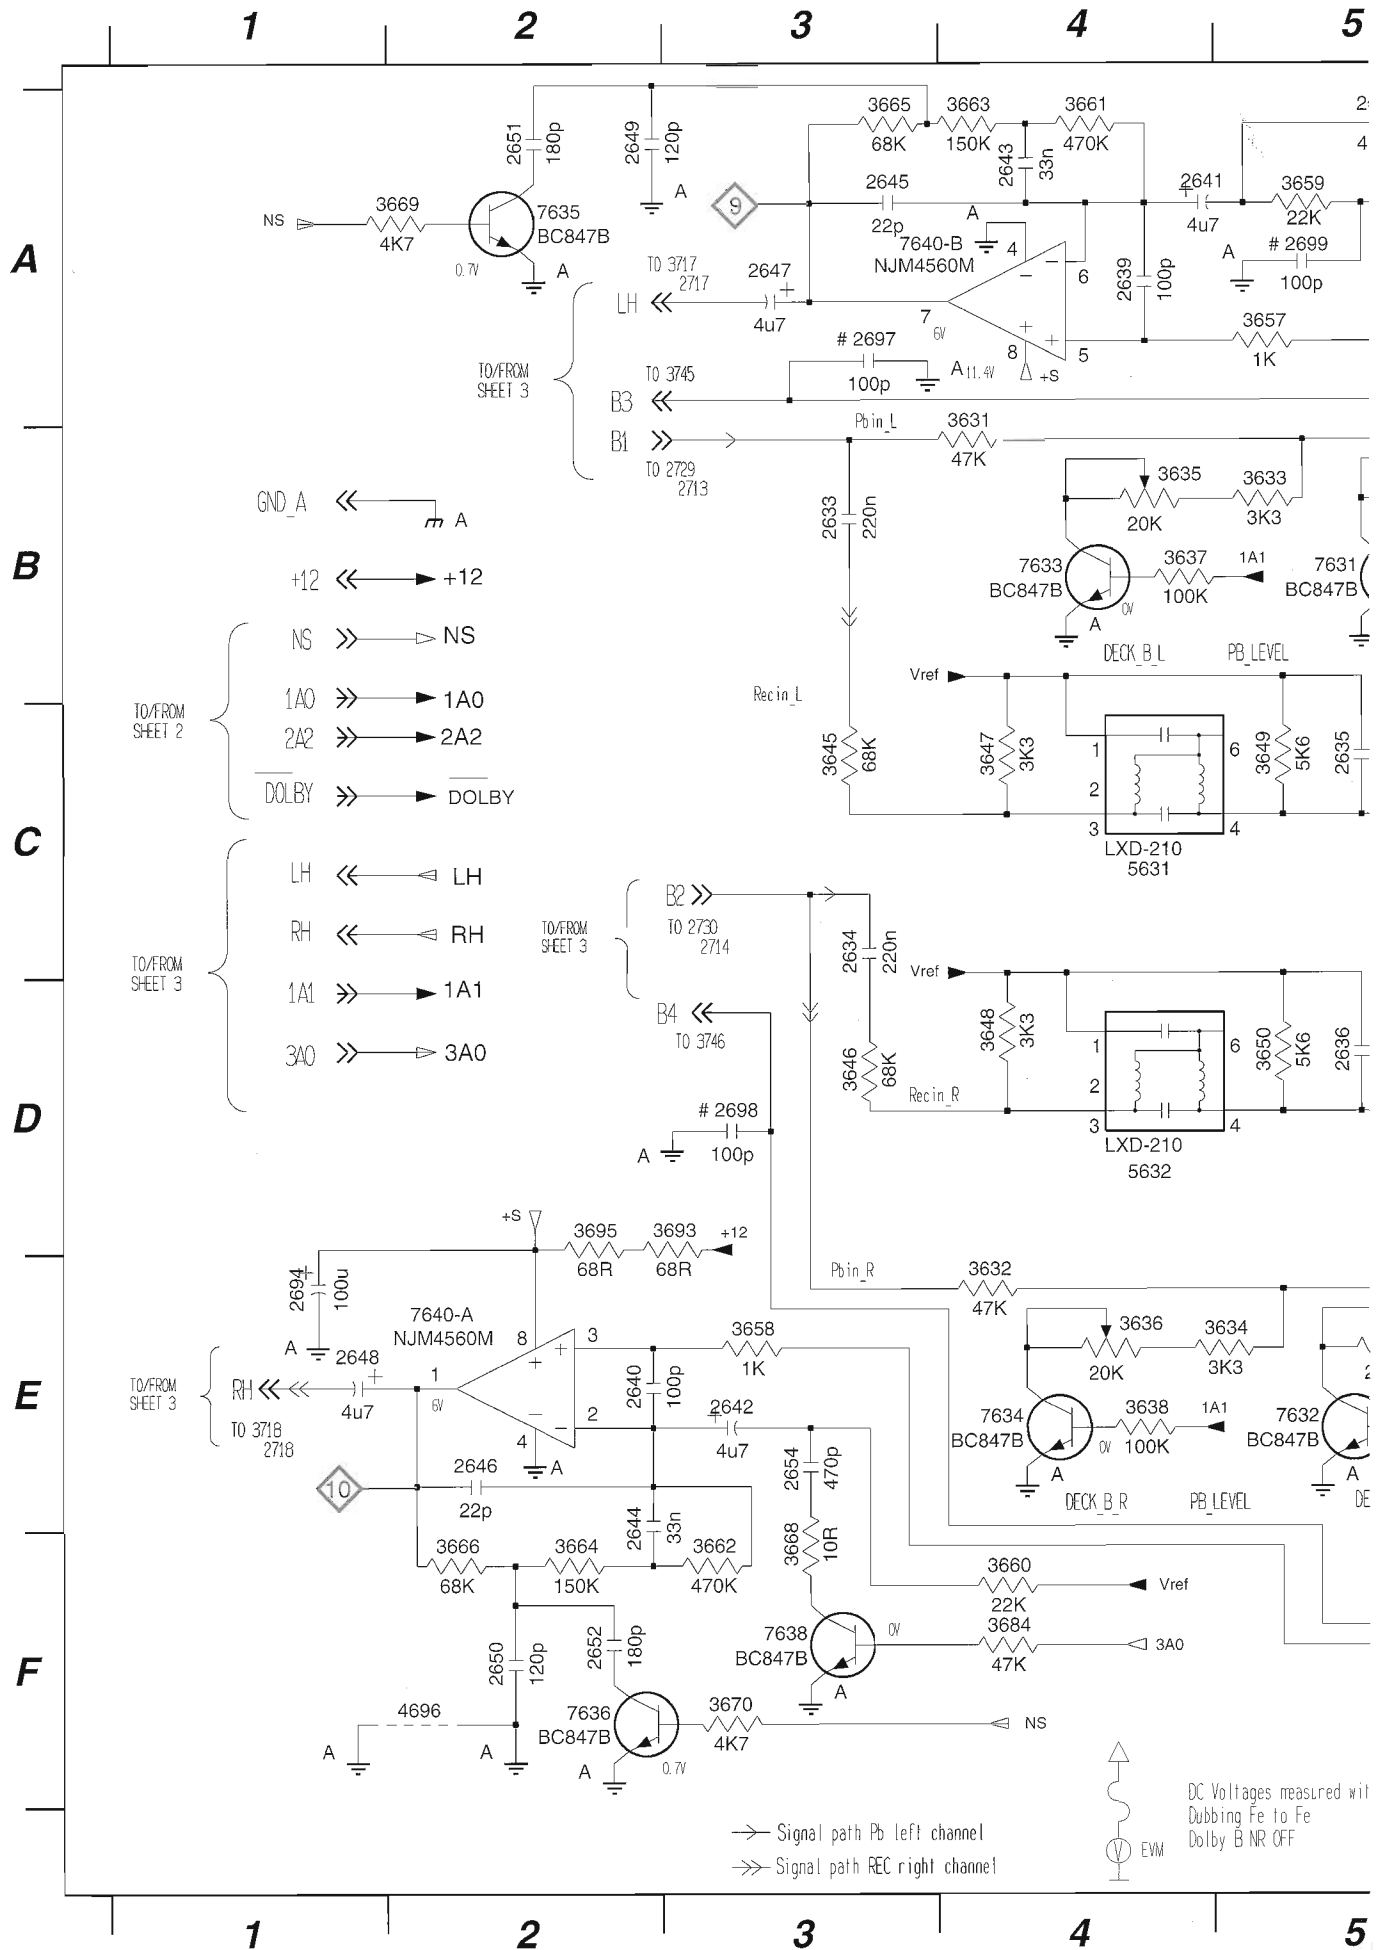 1 2 3 4 5
3665 3663 3661
68K 150K 470K
2651 180p
2649 120p
2643 33n
2
4
A
9
2645
22p
A
2641
4u7
3659
22K
NS
3669
4K7
0.7V
7635
BC847B
A
7640-B
NJM4560M
4
6
A
# 2699
100p
A
TO 3717
2717
2647
4u7
LH
7
6V
8
5
2639 100p
3657
1K
TO/FROM
SHEET 3
# 2697
100p
A
11.4V
+S
TO 3745
B3
Pbin_L
3631
47K
B1
TO 2729
2713
GND_A
A
2633 220n
3635
20K
3633
3K3
B
+12 +12
7633
BC847B
3637
100K
1A1
7631
BC847B
0V
A
NS NS
DECK_B_L PB_LEVEL
Vref
1A0 1A0
Recin_L
TO/FROM
SHEET 2
2A2 2A2
3645 68K
3647 3K3
1 6
2
3 4
3649 5K6
2635
DOLBY DOLBY
C
LXD-210
5631
LH LH
B2
TO/FROM
SHEET 3
TO 2730
2714
RH RH
2634 220n
Vref
TO/FROM
SHEET 3
1A1 1A1
B4
TO 3746
3A0 3A0
3646 68K
3648 3K3
1 6
2
3 4
3650 5K6
2636
Recin_R
D
# 2698
100p
A
LXD-210
5632
+S
3695 3693
68R 68R
+12
2694 100u
Pbin_R
3632
47K
7640-A
NJM4560M
8
3
3658
1K
3636
20K
3634
3K3
A
2648
4u7
TO/FROM
SHEET 3
RH
TO 3718
2718
1
6V
2640 100p
2
4
A
2642
4u7
E
7634
BC847B
3638
100K
1A1
0V
7632
BC847B
2
A
A
2654 470p
10
2646
22p
DECK_B_R PB_LEVEL DE
2644 33n
3668 10R
3666 3664 3662
68K 150K 470K
3660
22K
Vref
7638
BC847B
0V
3684
47K
3A0
A
2650 120p
2652 180p
F
4696
7636
BC847B
3670
4K7
NS
A A A
0.7V
DC Voltages measured wit
Dubbing Fe to Fe
Dolby B NR OFF
V EVM
Signal path Pb left channel
Signal path REC right channel
1 2 3 4 5